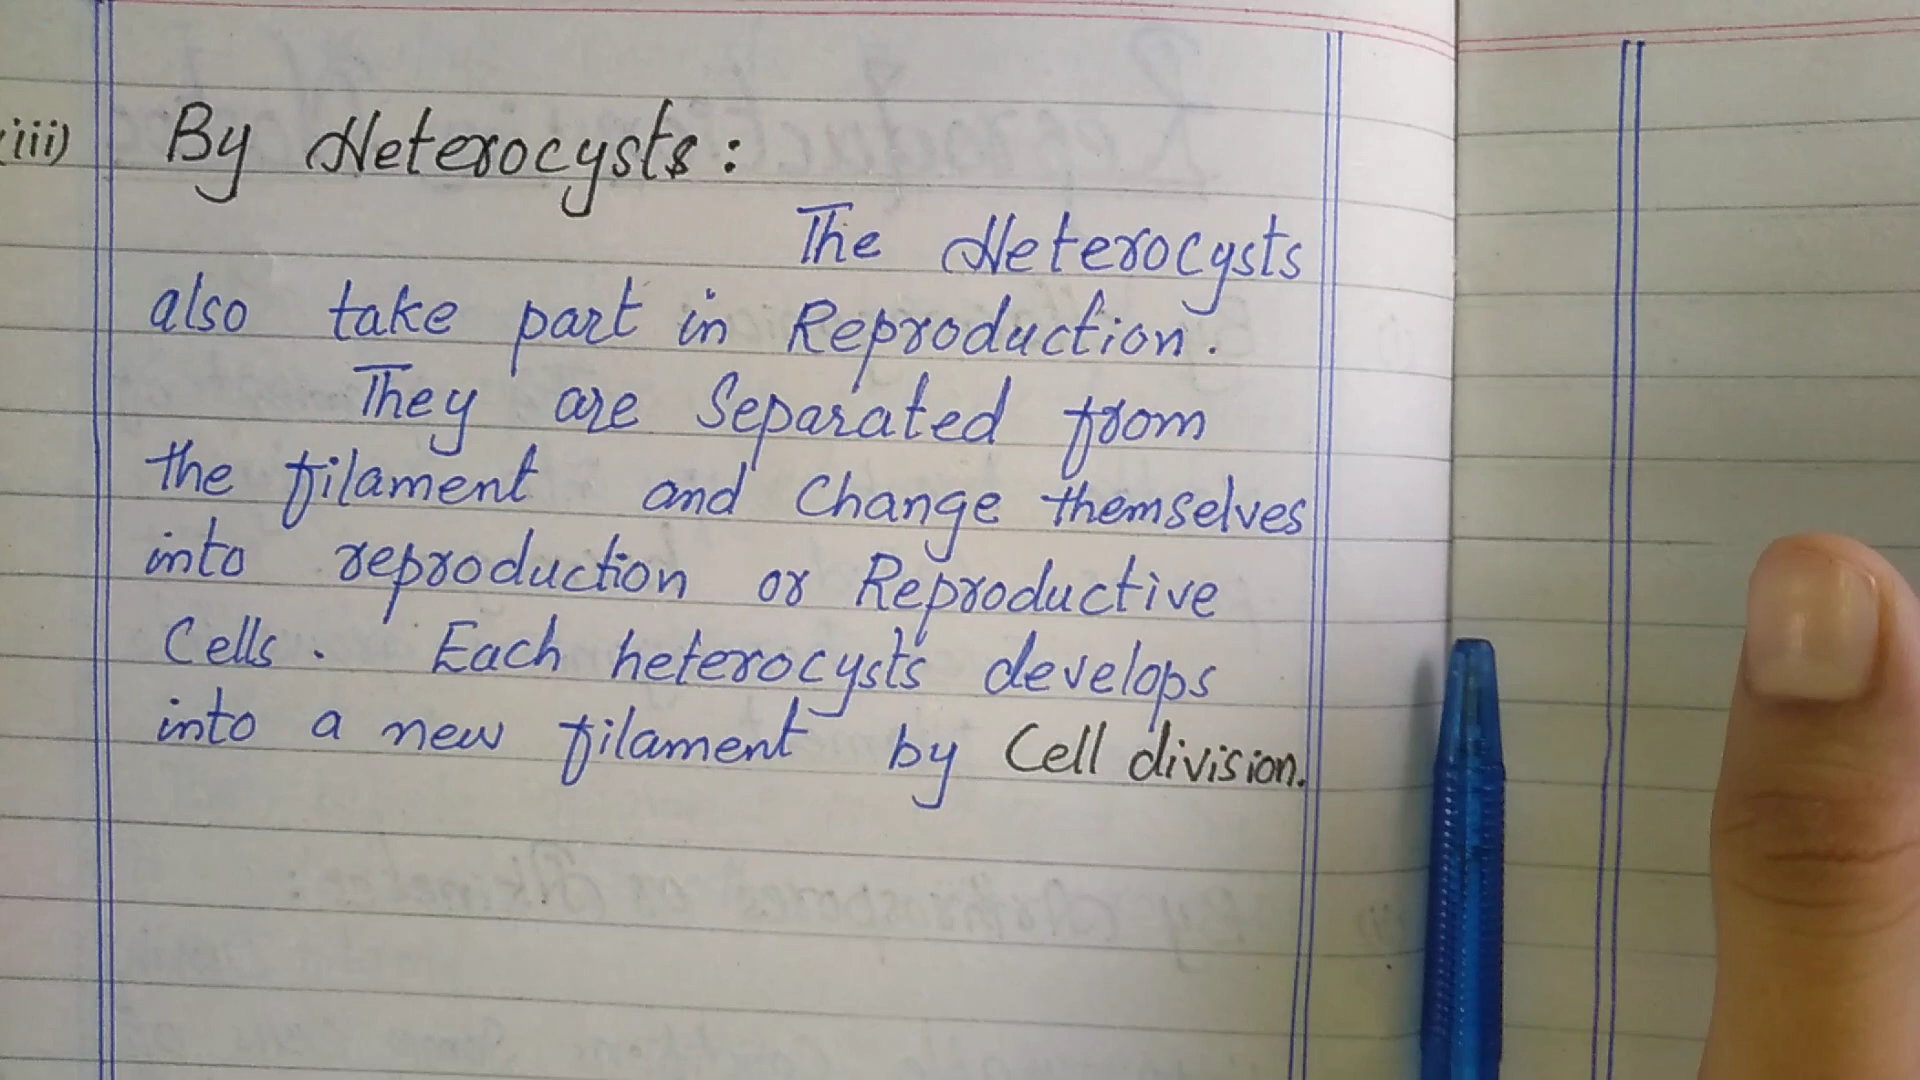 iii) By Heterocysts:
The Heterocysts
also take part in Reproduction.
They are Separated from
the filament and Change themselves
into reproduction or Reproductive
Cells. Each heterocysts develops
into a new filament by Cell division.